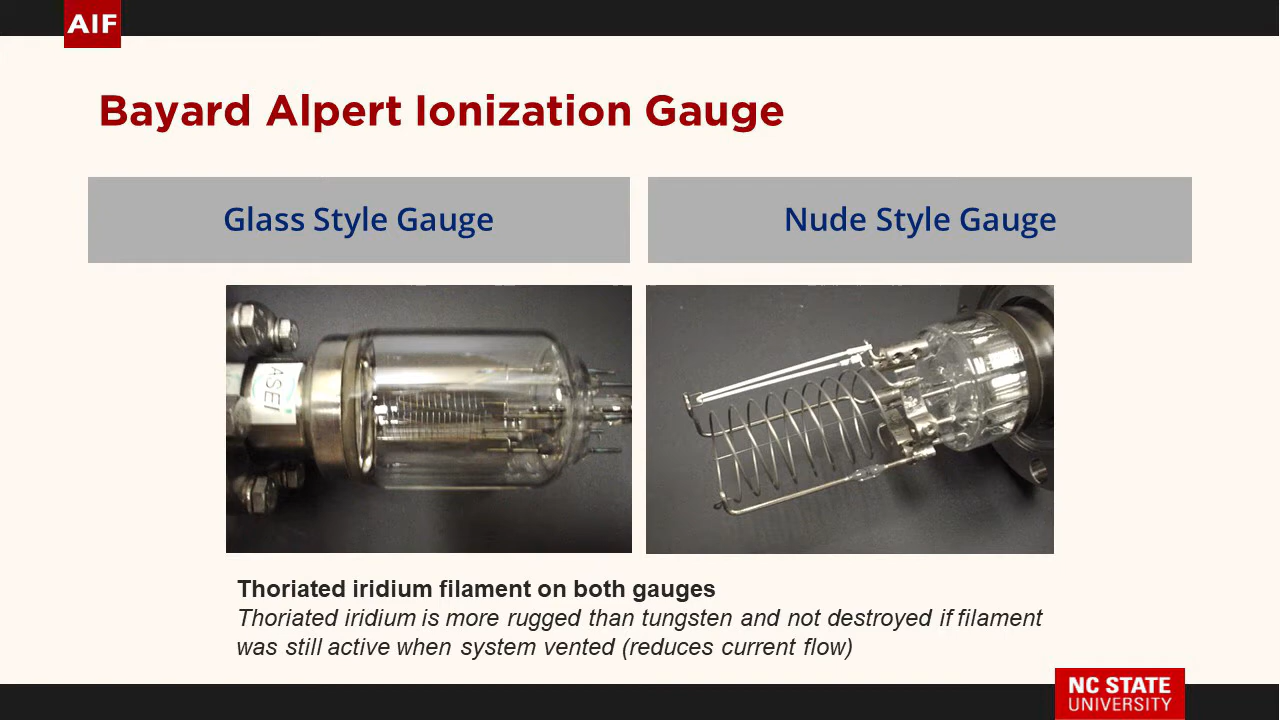 AIF
Bayard Alpert Ionization Gauge
Glass Style Gauge
Nude Style Gauge
ASEI
Thoriated iridium filament on both gauges
Thoriated iridium is more rugged than tungsten and not destroyed if filament
was still active when system vented (reduces current flow)
NC STATE
UNIVERSITY